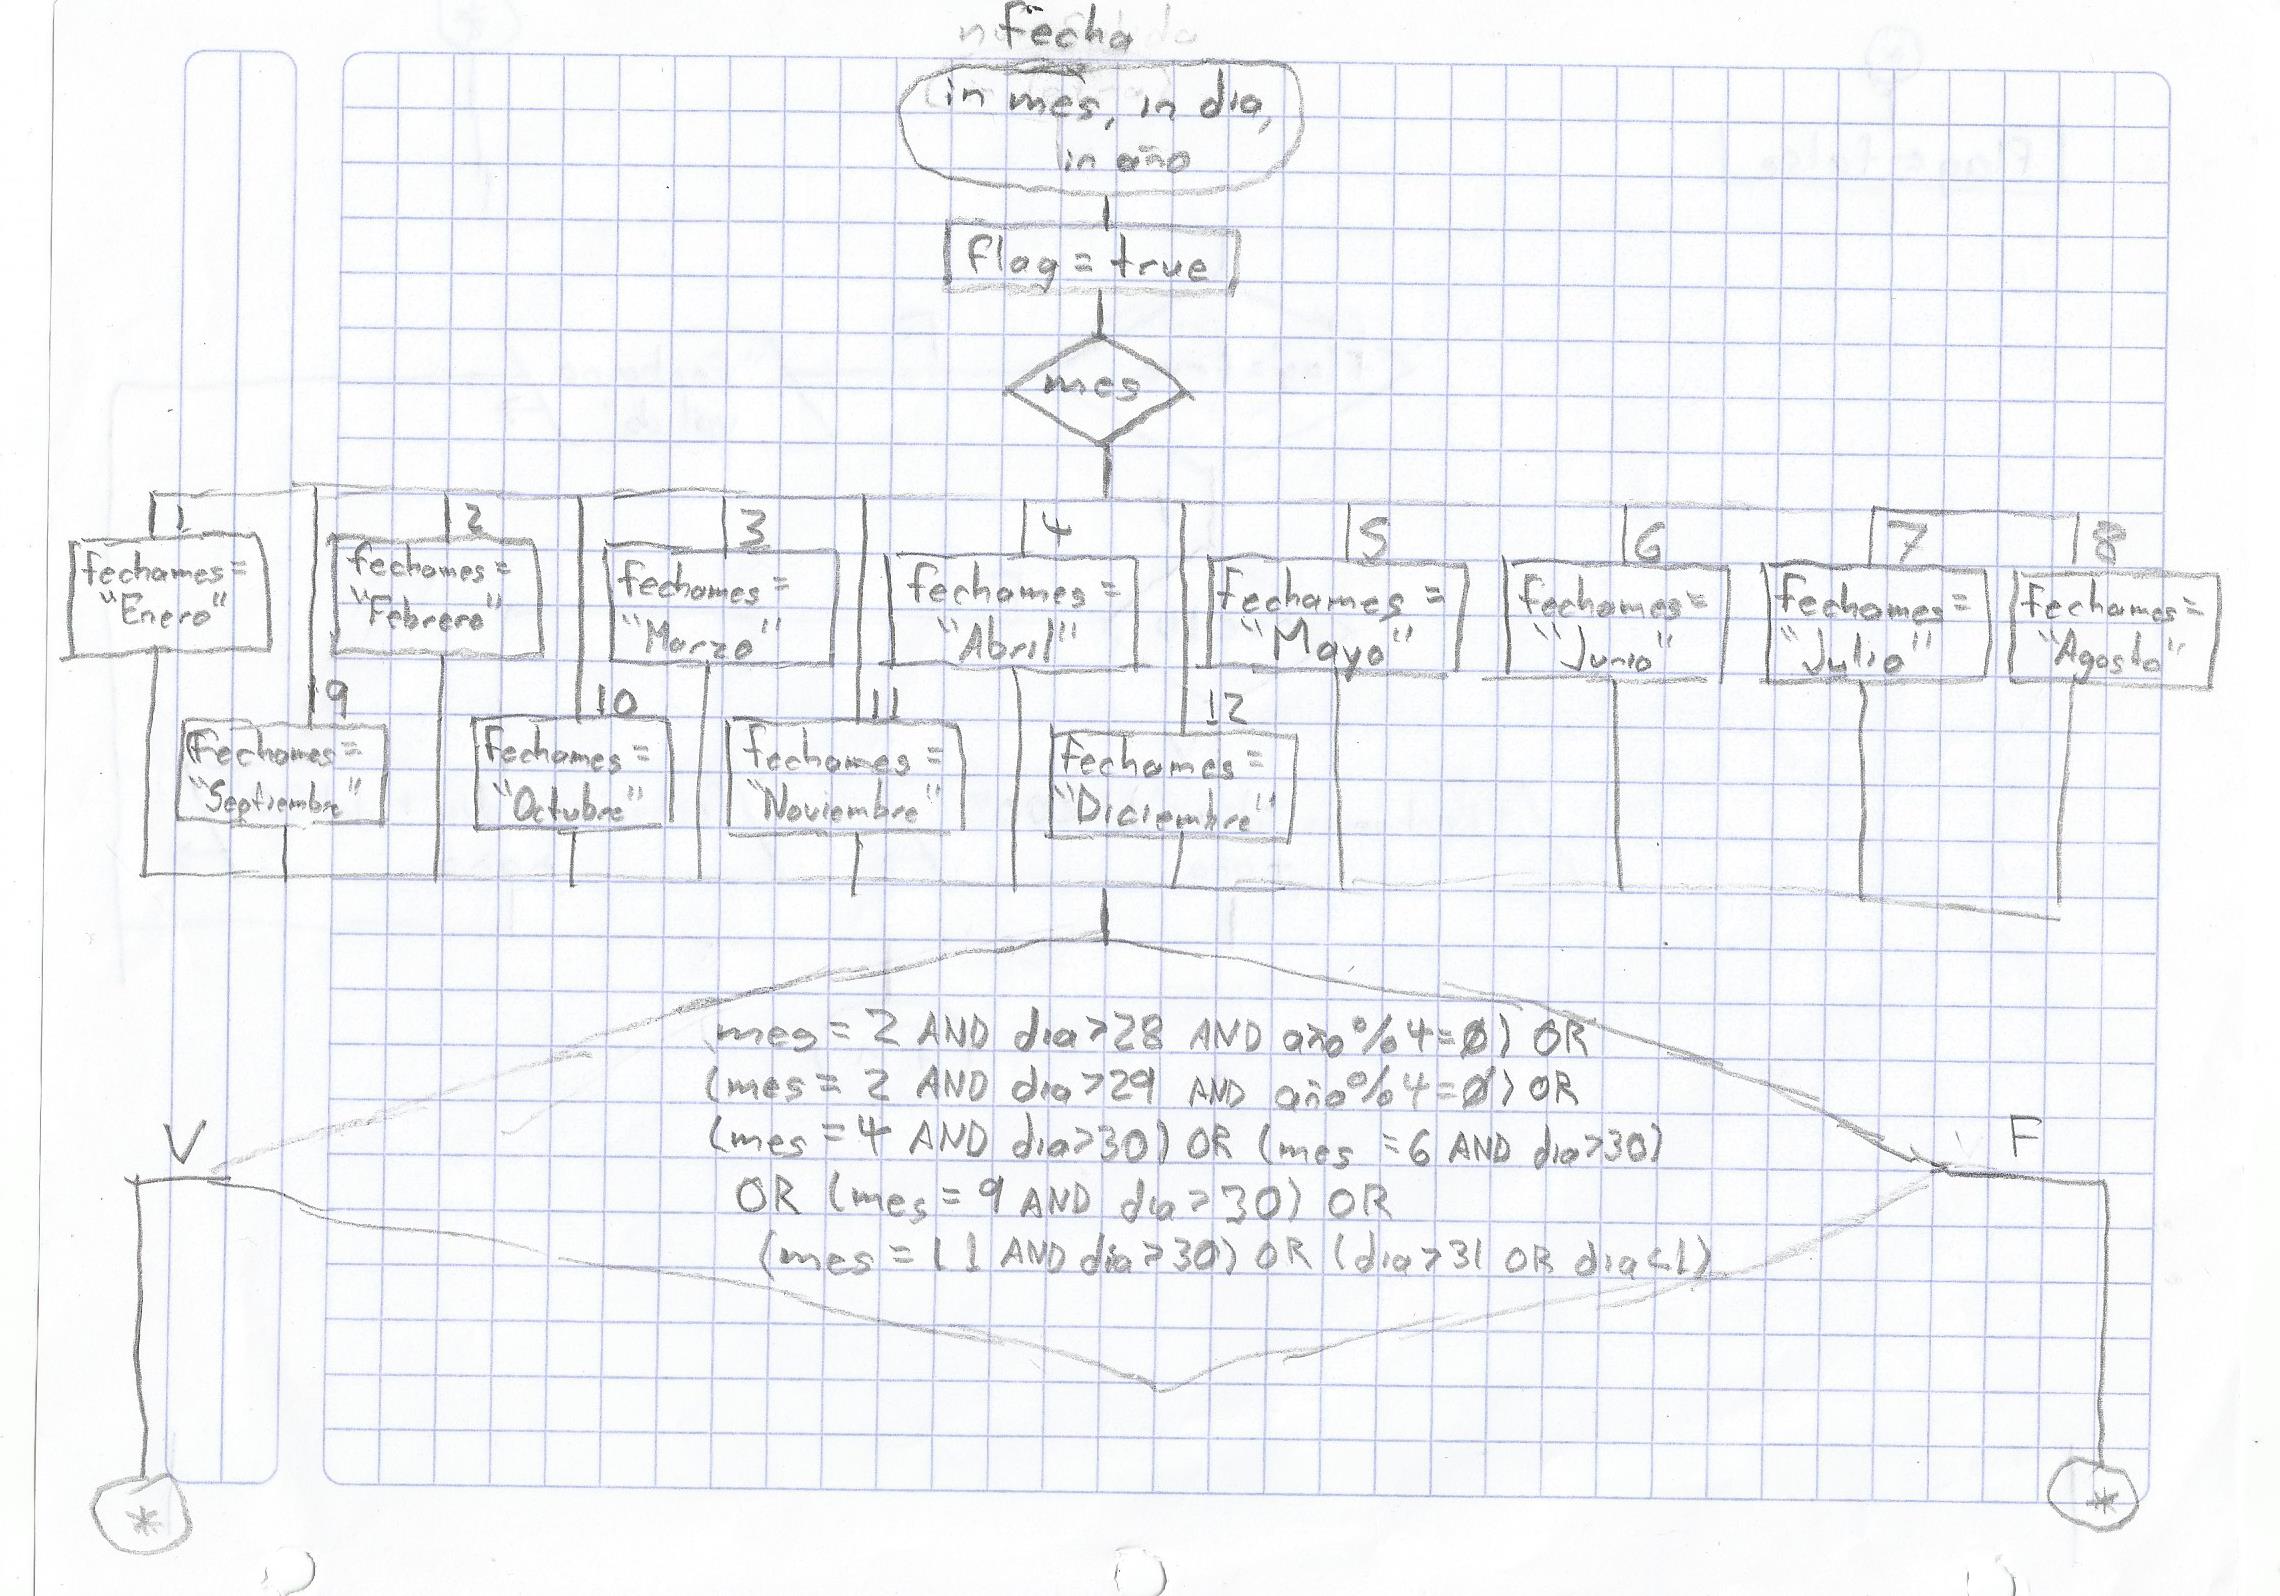 fecha
in mes, in dia,
in año
flag = true
mes
1
2
3
4
5
6
7
8
fechames =
"Enero"
fechames =
"Febrero"
fechames =
"Marzo"
fechames =
"Abril"
fechames =
"Mayo"
fechames =
"Junio"
fechames =
"Julio"
fechames =
"Agosto"
9
10
11
12
fechames =
"Septiembre"
fechames =
"Octubre"
fechames =
"Noviembre"
fechames =
"Diciembre"
mes = 2 AND dia>28 AND año%4=0) OR
(mes = 2 AND dia>29 AND año%4=0) OR
(mes = 4 AND dia>30) OR (mes = 6 AND dia>30)
OR (mes = 9 AND dia>30) OR
(mes = 11 AND dia>30) OR (dia>31 OR dia<1)
V
F
*
*